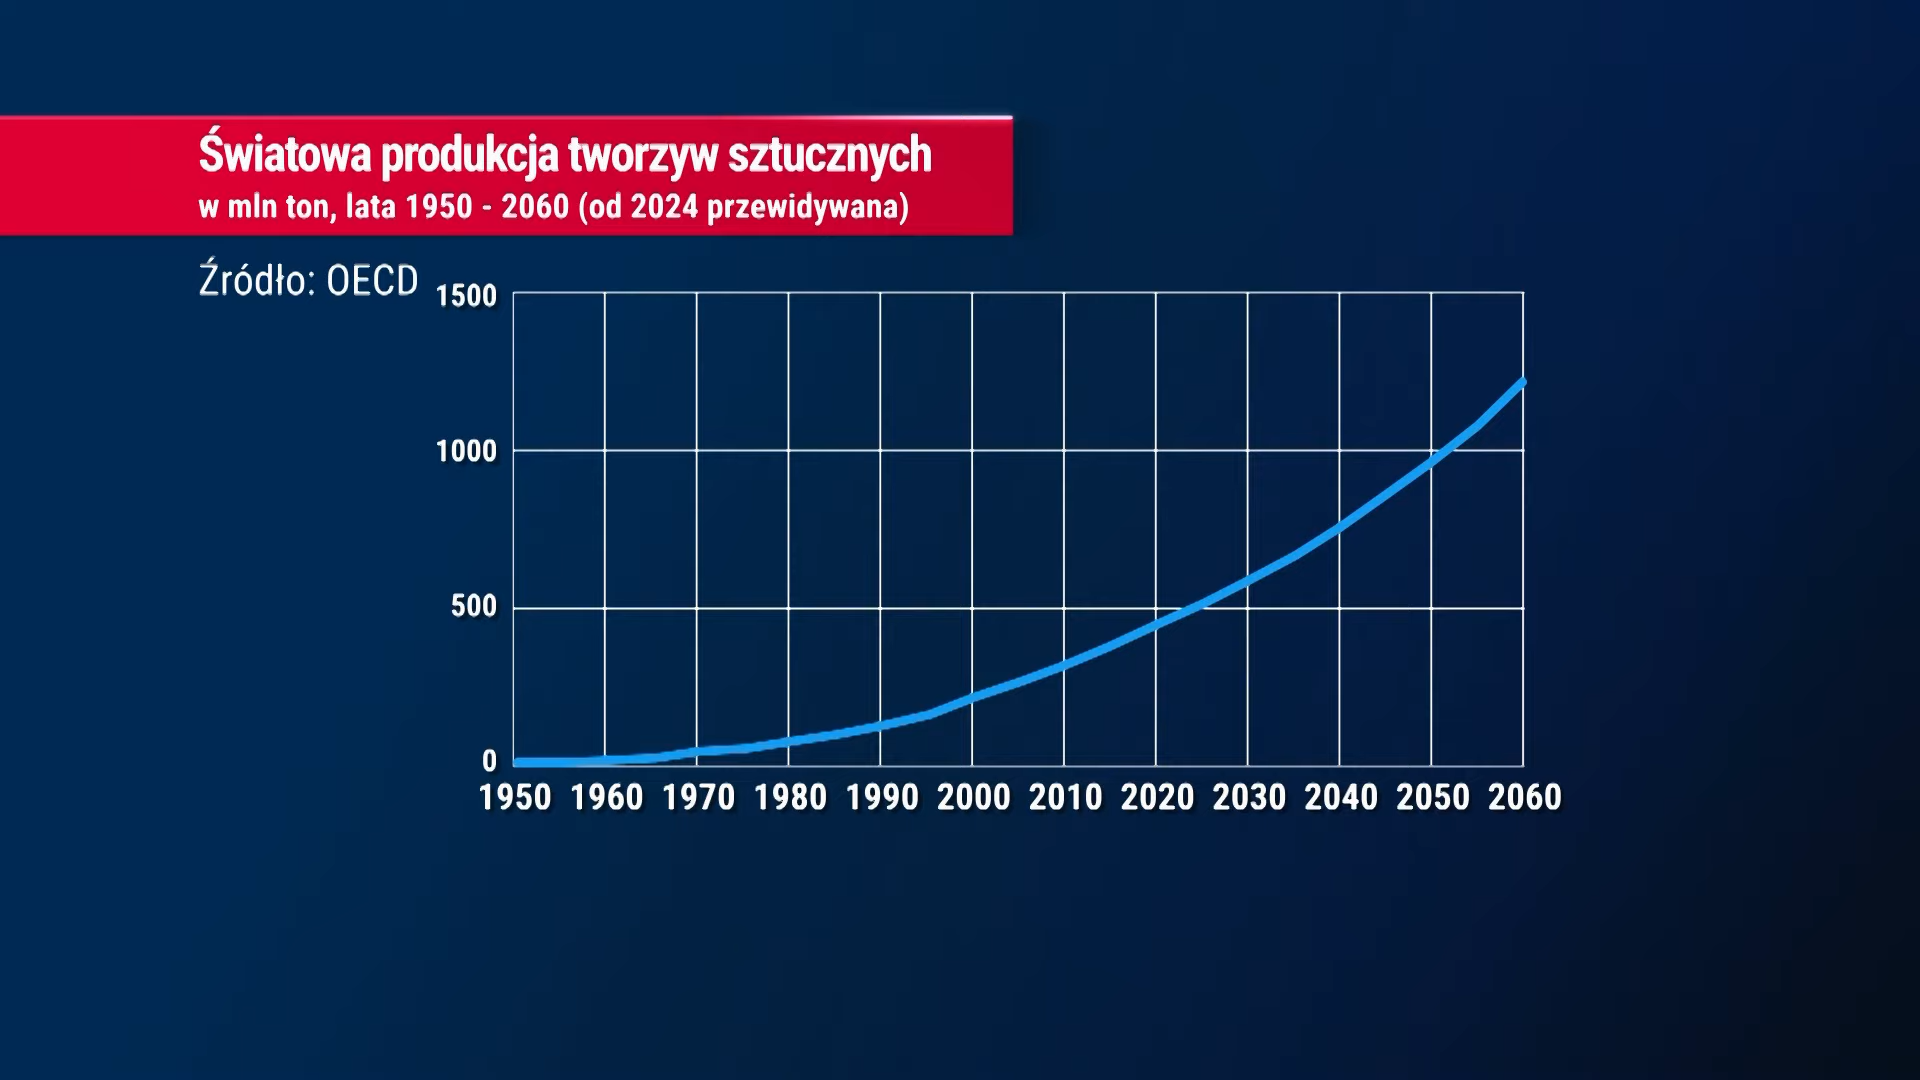 Światowa produkcja tworzyw sztucznych
w mln ton, lata 1950 - 2060 (od 2024 przewidywana)
Źródło: OECD
1500
1000
500
0
1950 1960 1970 1980 1990 2000 2010 2020 2030 2040 2050 2060